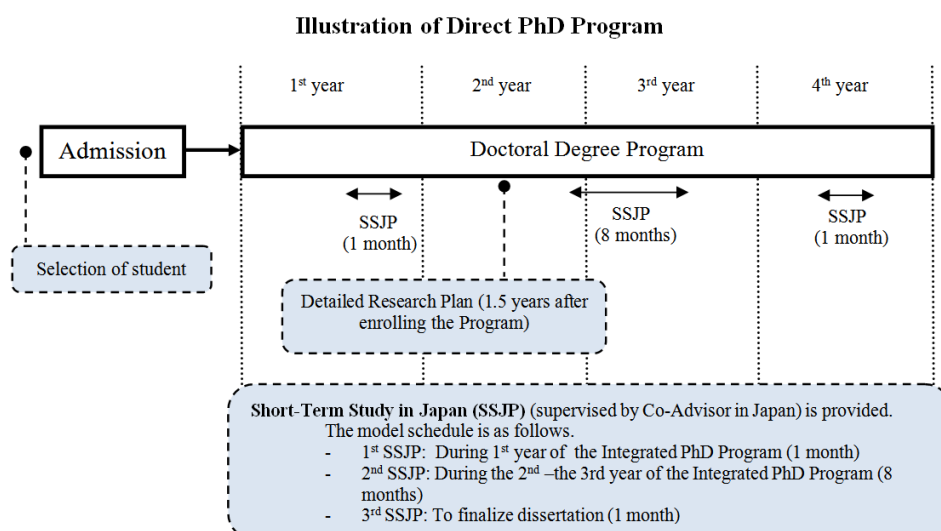 Illustration of Direct PhD Program
1st year
2nd year
3rd year
4th year
Admission
Doctoral Degree Program
SSJP
(1 month)
SSJP
(8 months)
SSJP
(1 month)
Selection of student
Detailed Research Plan (1.5 years after
enrolling the Program)
Short-Term Study in Japan (SSJP) (supervised by Co-Advisor in Japan) is provided.
The model schedule is as follows.
- 1st SSJP: During 1st year of the Integrated PhD Program (1 month)
- 2nd SSJP: During the 2nd –the 3rd year of the Integrated PhD Program (8
months)
- 3rd SSJP: To finalize dissertation (1 month)